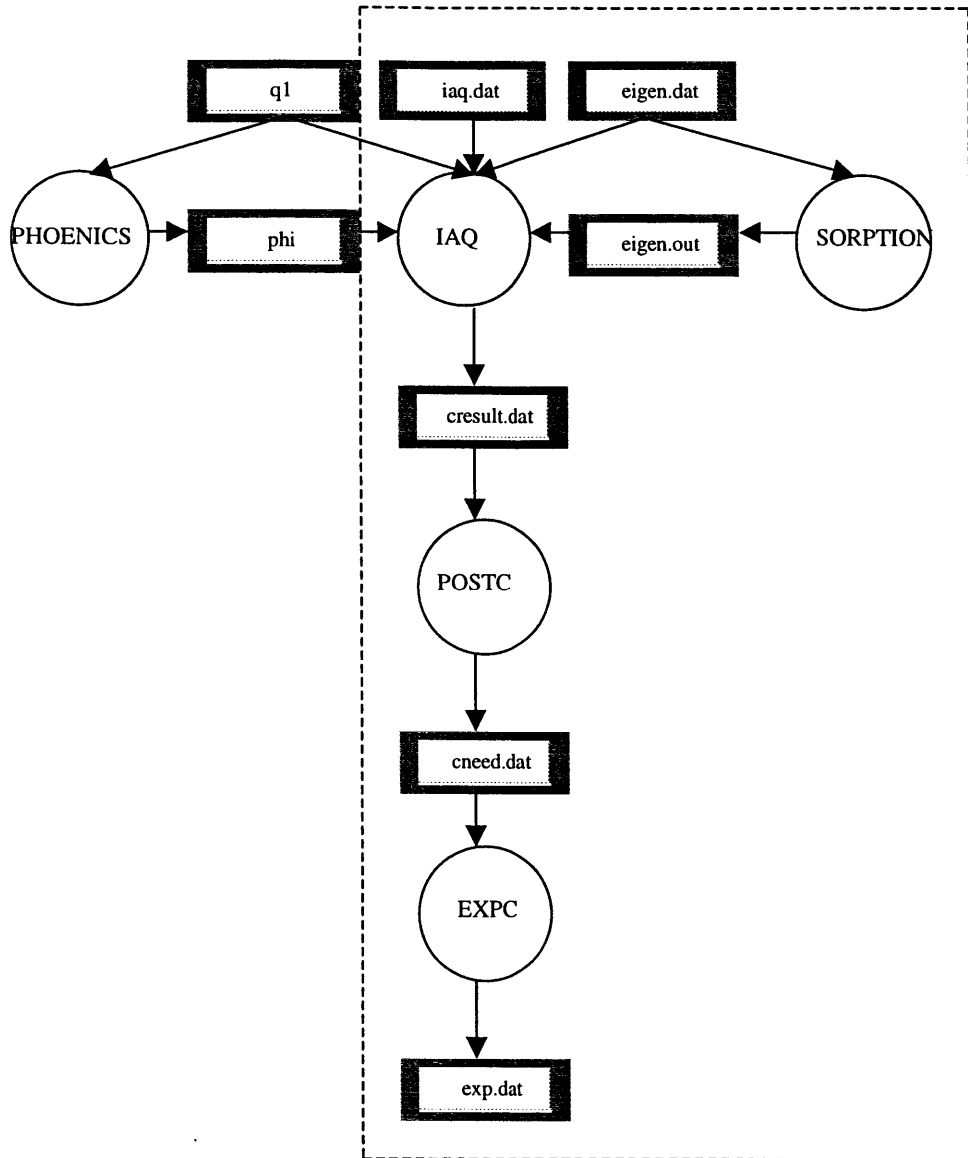 q1
iaq.dat
eigen.dat
PHOENICS
phi
IAQ
eigen.out
SORPTION
cresult.dat
POSTC
cneed.dat
EXPC
exp.dat